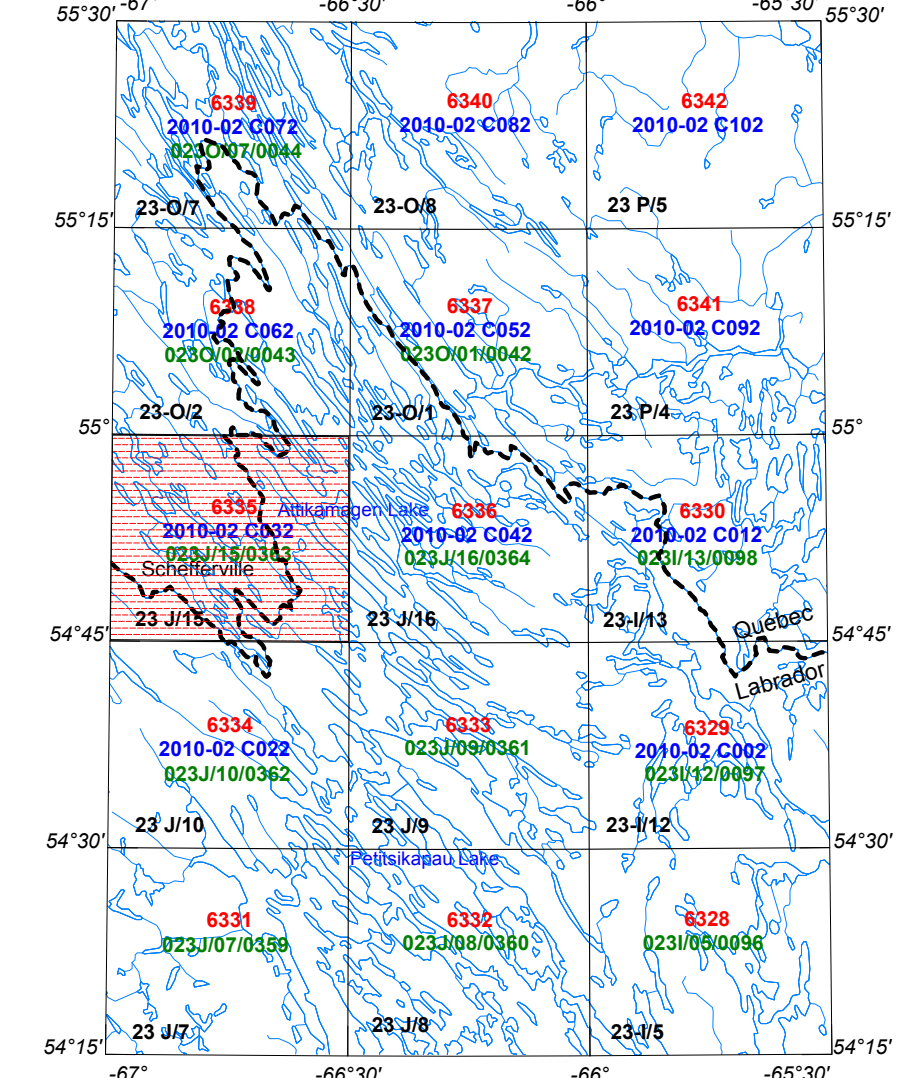 -67° -66°30' -66° -65°30'
55°30' 55°30'
6339 6340 6342
2010-02 C072 2010-02 C082 2010-02 C102
023O/07/0044
23-O/7 23-O/8 23 P/5
55°15' 55°15'
6338 6337 6341
2010-02 C062 2010-02 C052 2010-02 C092
023O/02/0043 023O/01/0042
23-O/2 23-O/1 23 P/4
55° 55°
6335 Attikamagen Lake 6336 6330
2010-02 C032 2010-02 C042 2010-02 C012
023J/15/0363 023J/16/0364 023I/13/0098
Schefferville
23 J/15 23 J/16 23-I/13 Québec
54°45' 54°45'
Labrador
6334 6333 6329
2010-02 C022 023J/09/0361 2010-02 C002
023J/10/0362 023I/12/0097
23 J/10 23 J/9 23-I/12
54°30' 54°30'
Petitsikapau Lake
6331 6332 6328
023J/07/0359 023J/08/0360 023I/05/0096
23 J/7 23 J/8 23-I/5
54°15' 54°15'
-67° -66°30' -66° -65°30'